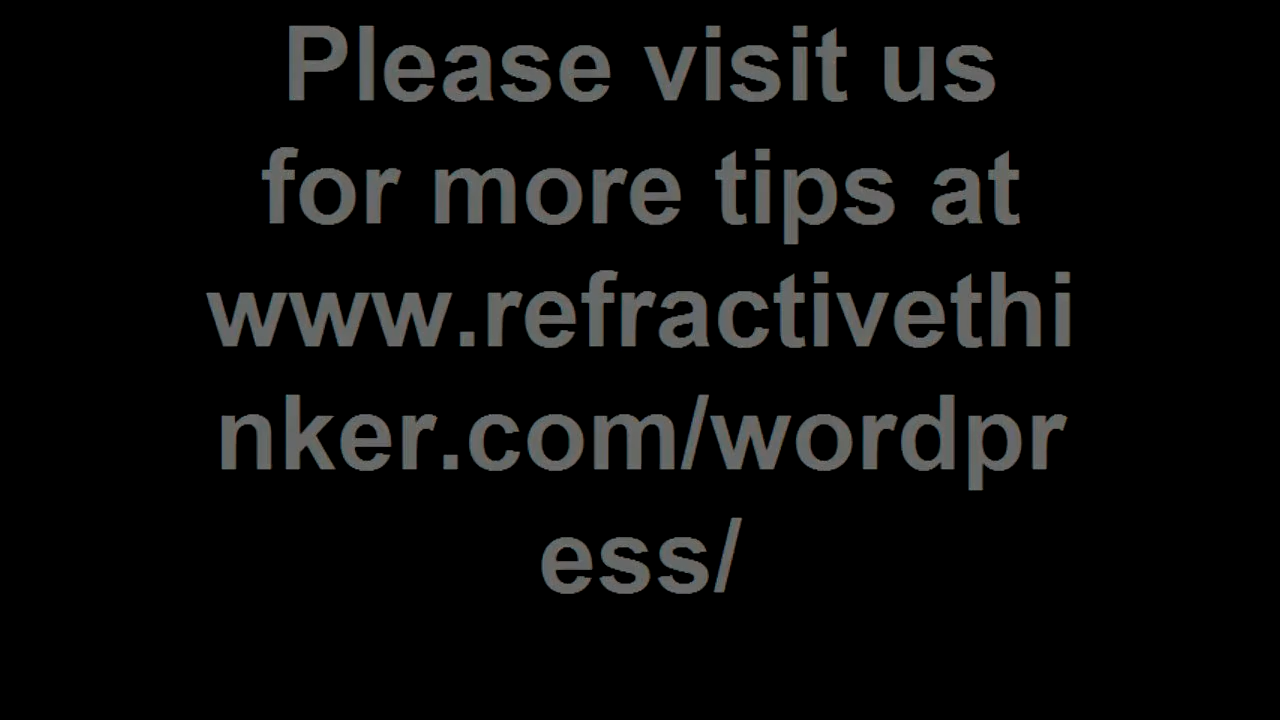 Please visit us
for more tips at
www.refractivethi
nker.com/wordpr
ess/